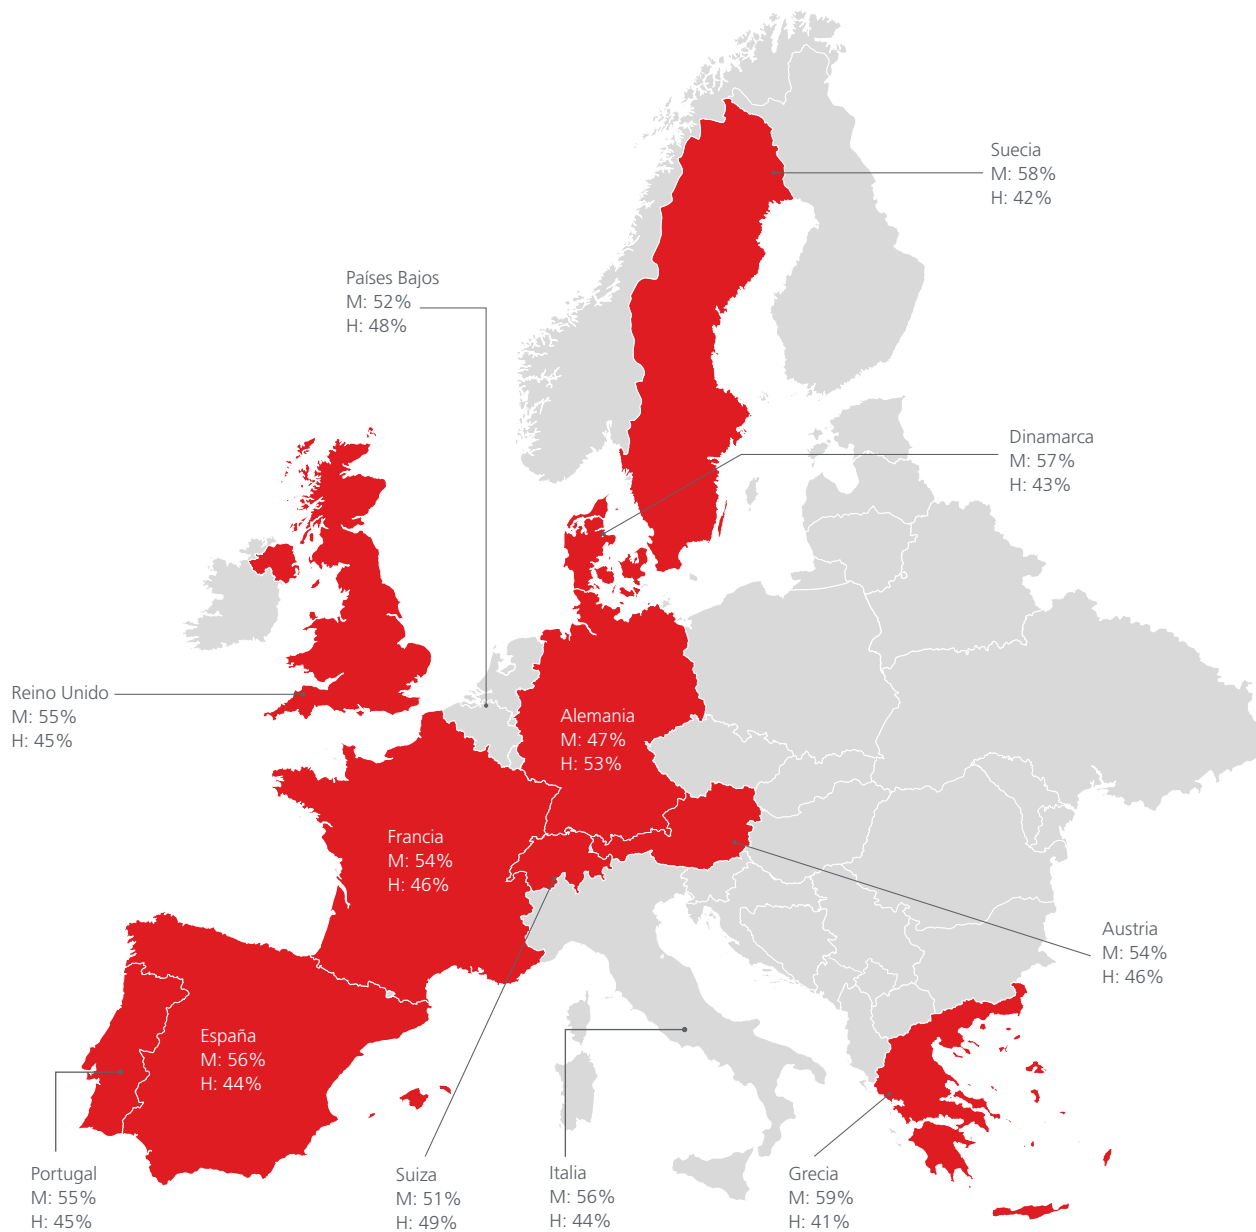 Suecia
M: 58%
H: 42%
Países Bajos
M: 52%
H: 48%
Dinamarca
M: 57%
H: 43%
Reino Unido
M: 55%
H: 45%
Alemania
M: 47%
H: 53%
Francia
M: 54%
H: 46%
Austria
M: 54%
H: 46%
España
M: 56%
H: 44%
Portugal
M: 55%
H: 45%
Suiza
M: 51%
H: 49%
Italia
M: 56%
H: 44%
Grecia
M: 59%
H: 41%